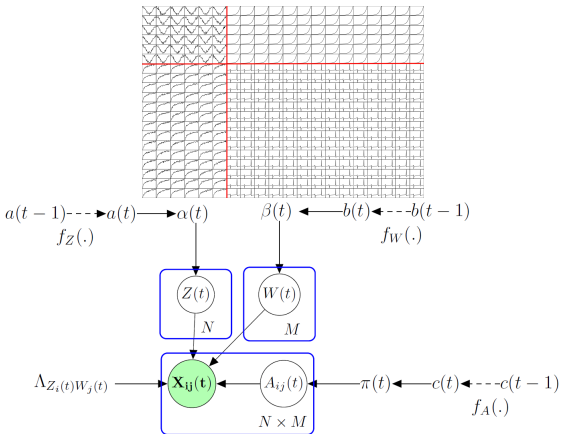 a(t−1) a(t) α(t) β(t) b(t) b(t−1)
f_Z(.) f_W(.)
Z(t) W(t)
N M
Λ_{Z_i(t)W_j(t)} X_ij(t) A_ij(t) π(t) c(t) c(t−1)
f_A(.)
N × M